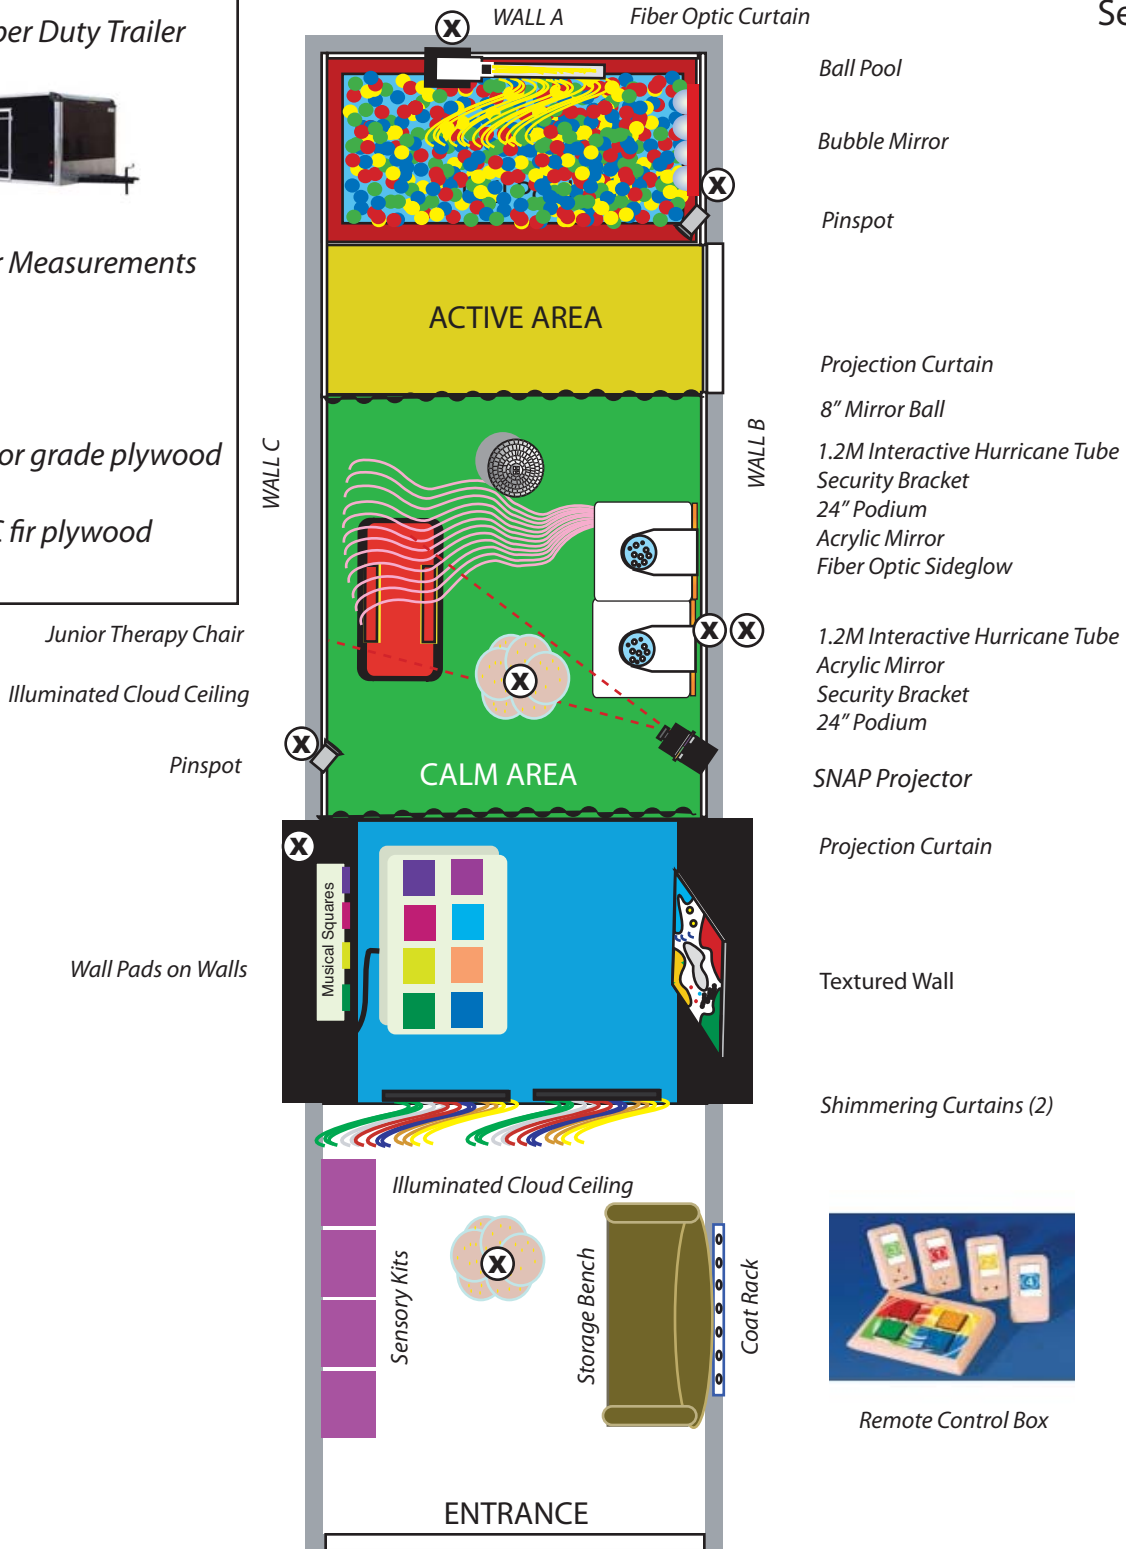 per Duty Trailer
r Measurements
or grade plywood
fir plywood
WALL A
Fiber Optic Curtain
Se
X
Ball Pool
Bubble Mirror
X
Pinspot
ACTIVE AREA
Projection Curtain
8" Mirror Ball
WALL C
WALL B
1.2M Interactive Hurricane Tube
Security Bracket
24" Podium
Acrylic Mirror
Fiber Optic Sideglow
Junior Therapy Chair
X X
1.2M Interactive Hurricane Tube
Acrylic Mirror
Security Bracket
24" Podium
Illuminated Cloud Ceiling
X
X
Pinspot
CALM AREA
SNAP Projector
X
Projection Curtain
Musical Squares
Wall Pads on Walls
Textured Wall
Shimmering Curtains (2)
Illuminated Cloud Ceiling
X
Sensory Kits
Storage Bench
Coat Rack
Remote Control Box
ENTRANCE